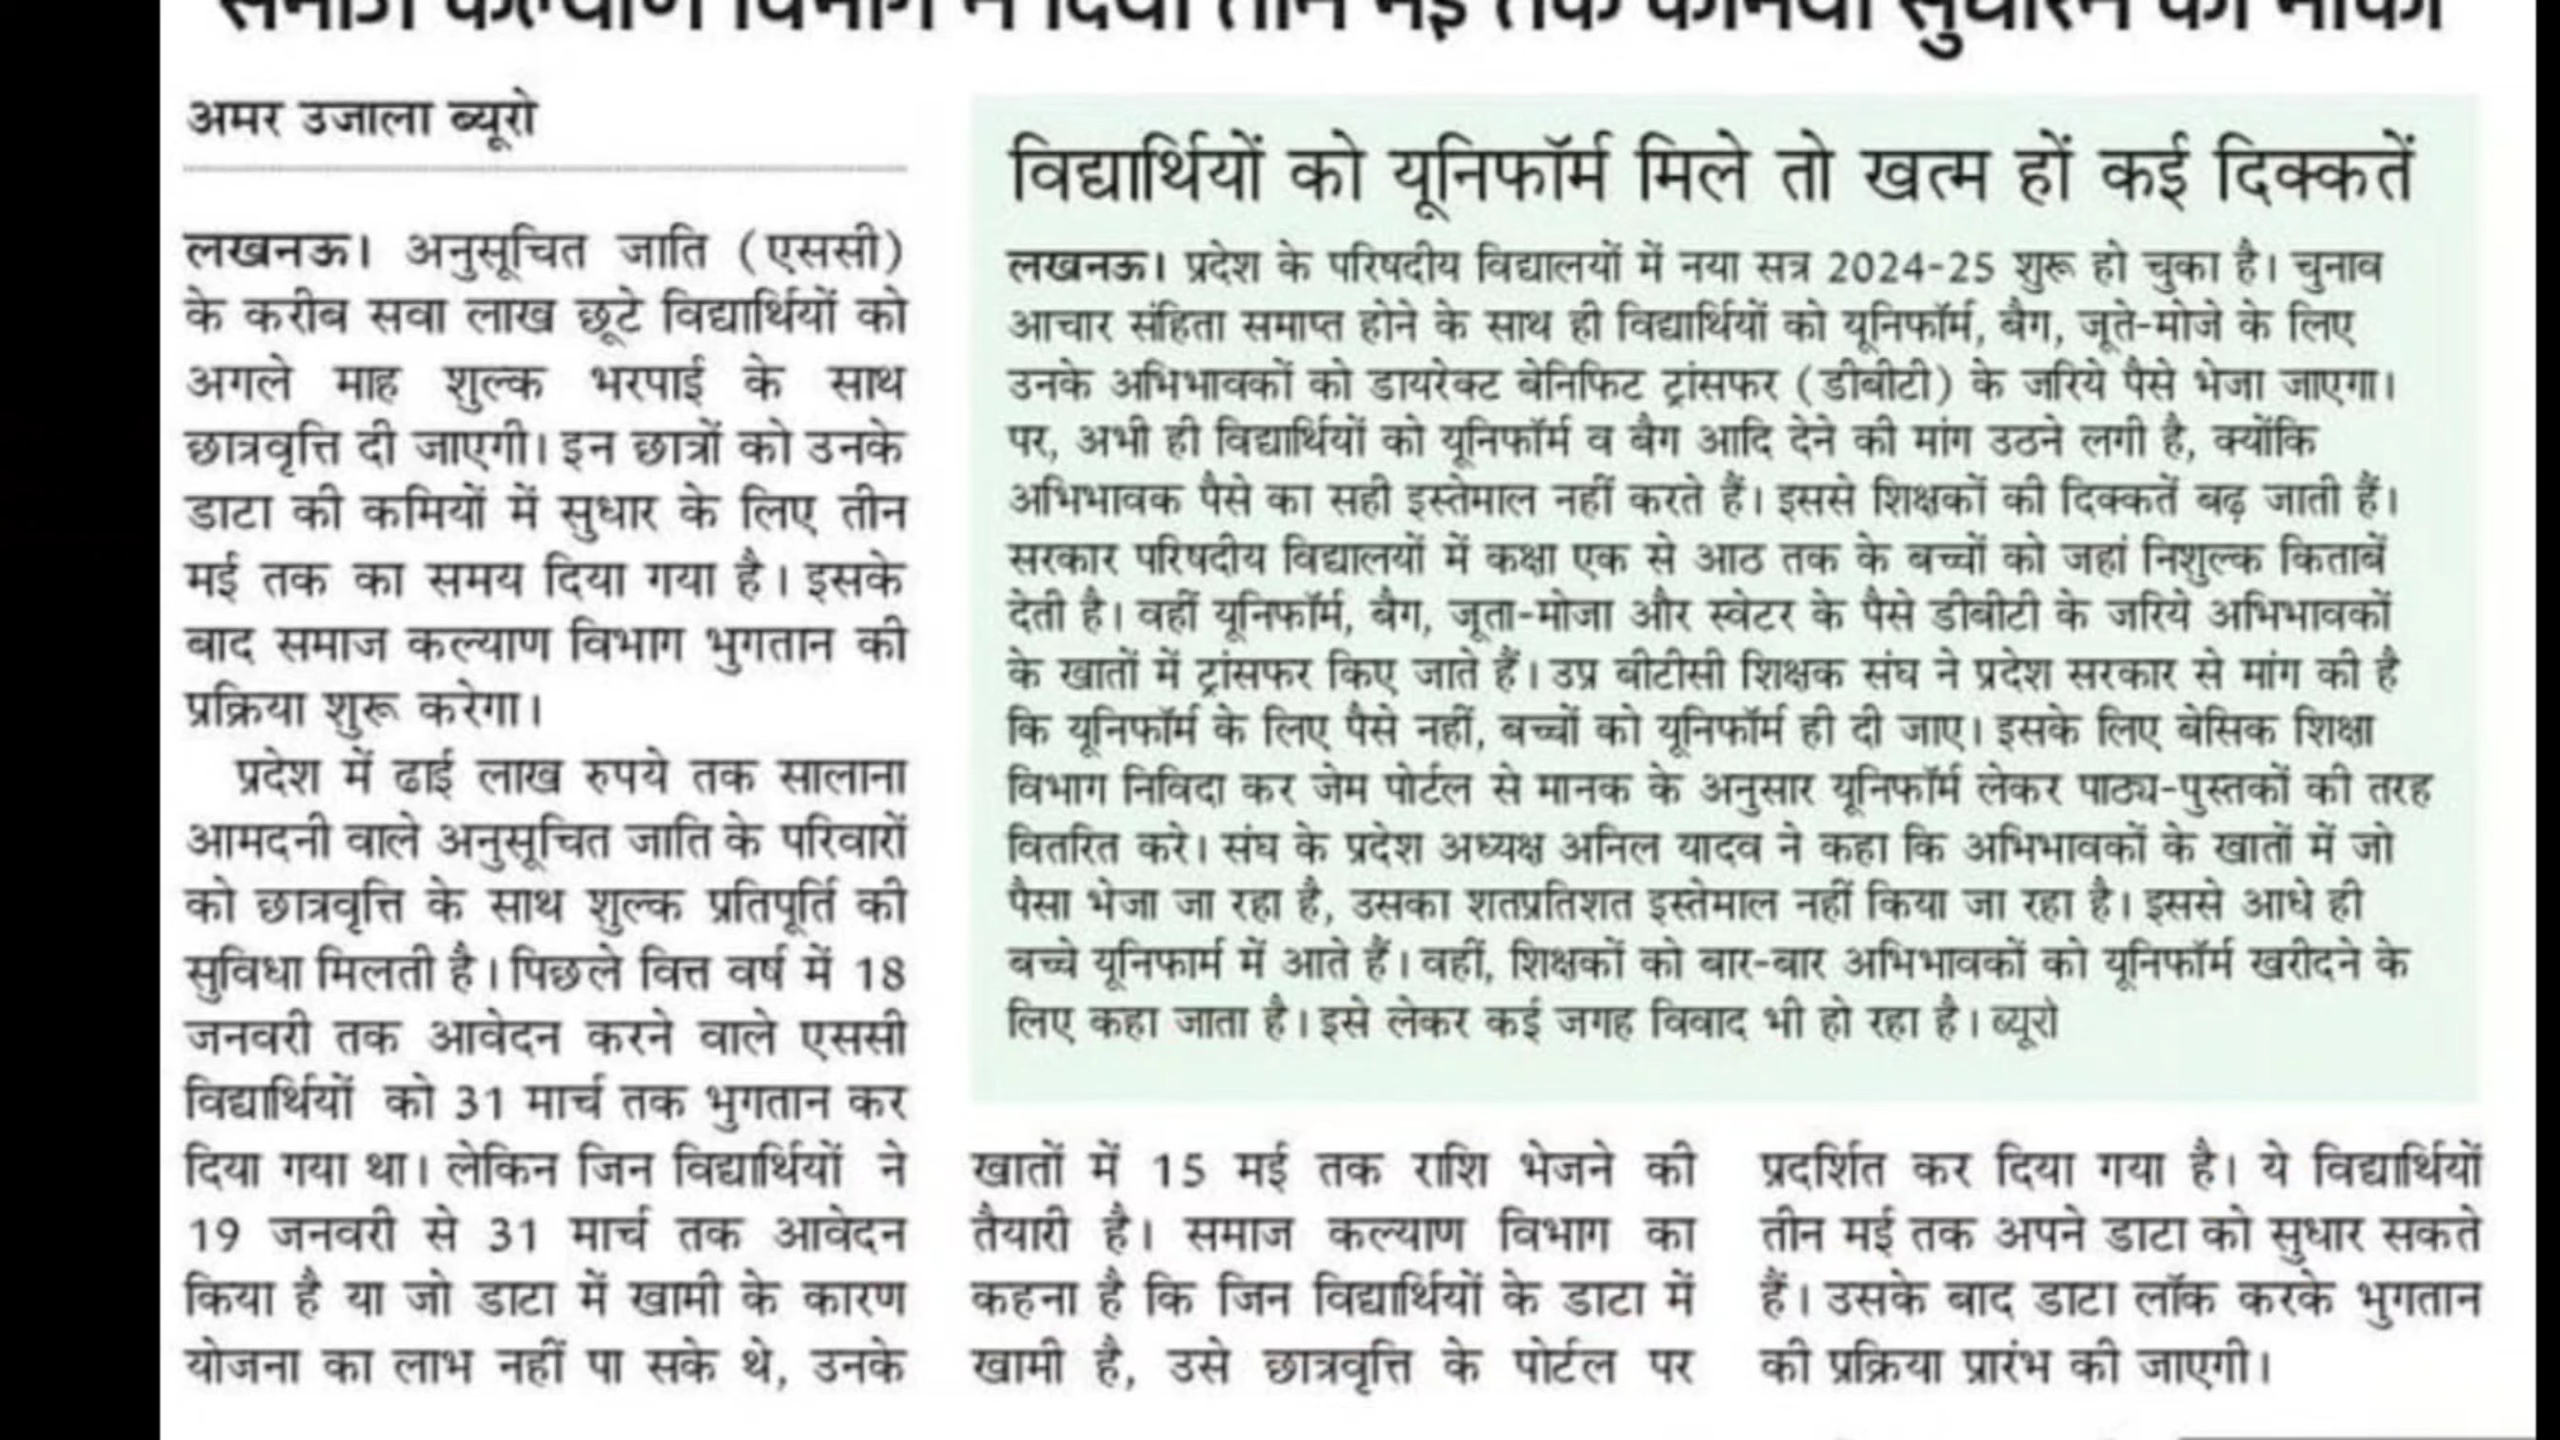 समाज कल्याण विभाग ने दिया तीन मई तक कमियां सुधारने का मौका
अमर उजाला ब्यूरो
लखनऊ। अनुसूचित जाति (एससी)
के करीब सवा लाख छूटे विद्यार्थियों को
अगले माह शुल्क भरपाई के साथ
छात्रवृत्ति दी जाएगी। इन छात्रों को उनके
डाटा की कमियों में सुधार के लिए तीन
मई तक का समय दिया गया है। इसके
बाद समाज कल्याण विभाग भुगतान की
प्रक्रिया शुरू करेगा।
प्रदेश में ढाई लाख रुपये तक सालाना
आमदनी वाले अनुसूचित जाति के परिवारों
को छात्रवृत्ति के साथ शुल्क प्रतिपूर्ति की
सुविधा मिलती है। पिछले वित्त वर्ष में 18
जनवरी तक आवेदन करने वाले एससी
विद्यार्थियों को 31 मार्च तक भुगतान कर
दिया गया था। लेकिन जिन विद्यार्थियों ने
19 जनवरी से 31 मार्च तक आवेदन
किया है या जो डाटा में खामी के कारण
योजना का लाभ नहीं पा सके थे, उनके
खातों में 15 मई तक राशि भेजने की
तैयारी है। समाज कल्याण विभाग का
कहना है कि जिन विद्यार्थियों के डाटा में
खामी है, उसे छात्रवृत्ति के पोर्टल पर
प्रदर्शित कर दिया गया है। ये विद्यार्थियों
तीन मई तक अपने डाटा को सुधार सकते
हैं। उसके बाद डाटा लॉक करके भुगतान
की प्रक्रिया प्रारंभ की जाएगी।
विद्यार्थियों को यूनिफॉर्म मिले तो खत्म हों कई दिक्कतें
लखनऊ। प्रदेश के परिषदीय विद्यालयों में नया सत्र 2024-25 शुरू हो चुका है। चुनाव
आचार संहिता समाप्त होने के साथ ही विद्यार्थियों को यूनिफॉर्म, बैग, जूते-मोजे के लिए
उनके अभिभावकों को डायरेक्ट बेनिफिट ट्रांसफर (डीबीटी) के जरिये पैसे भेजा जाएगा।
पर, अभी ही विद्यार्थियों को यूनिफॉर्म व बैग आदि देने की मांग उठने लगी है, क्योंकि
अभिभावक पैसे का सही इस्तेमाल नहीं करते हैं। इससे शिक्षकों की दिक्कतें बढ़ जाती हैं।
सरकार परिषदीय विद्यालयों में कक्षा एक से आठ तक के बच्चों को जहां निशुल्क किताबें
देती है। वहीं यूनिफॉर्म, बैग, जूता-मोजा और स्वेटर के पैसे डीबीटी के जरिये अभिभावकों
के खातों में ट्रांसफर किए जाते हैं। उप्र बीटीसी शिक्षक संघ ने प्रदेश सरकार से मांग की है
कि यूनिफॉर्म के लिए पैसे नहीं, बच्चों को यूनिफॉर्म ही दी जाए। इसके लिए बेसिक शिक्षा
विभाग निविदा कर जेम पोर्टल से मानक के अनुसार यूनिफॉर्म लेकर पाठ्य-पुस्तकों की तरह
वितरित करे। संघ के प्रदेश अध्यक्ष अनिल यादव ने कहा कि अभिभावकों के खातों में जो
पैसा भेजा जा रहा है, उसका शतप्रतिशत इस्तेमाल नहीं किया जा रहा है। इससे आधे ही
बच्चे यूनिफार्म में आते हैं। वहीं, शिक्षकों को बार-बार अभिभावकों को यूनिफॉर्म खरीदने के
लिए कहा जाता है। इसे लेकर कई जगह विवाद भी हो रहा है। ब्यूरो